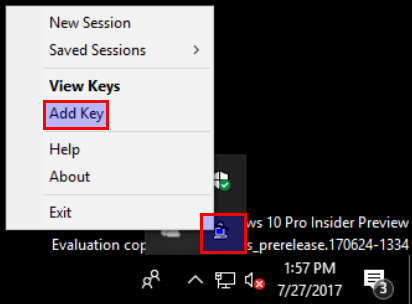 New Session
Saved Sessions
View Keys
Add Key
Help
About
Exit
ws 10 Pro Insider Preview
Evaluation cop s_prerelease.170624-1334
1:57 PM
7/27/2017
3